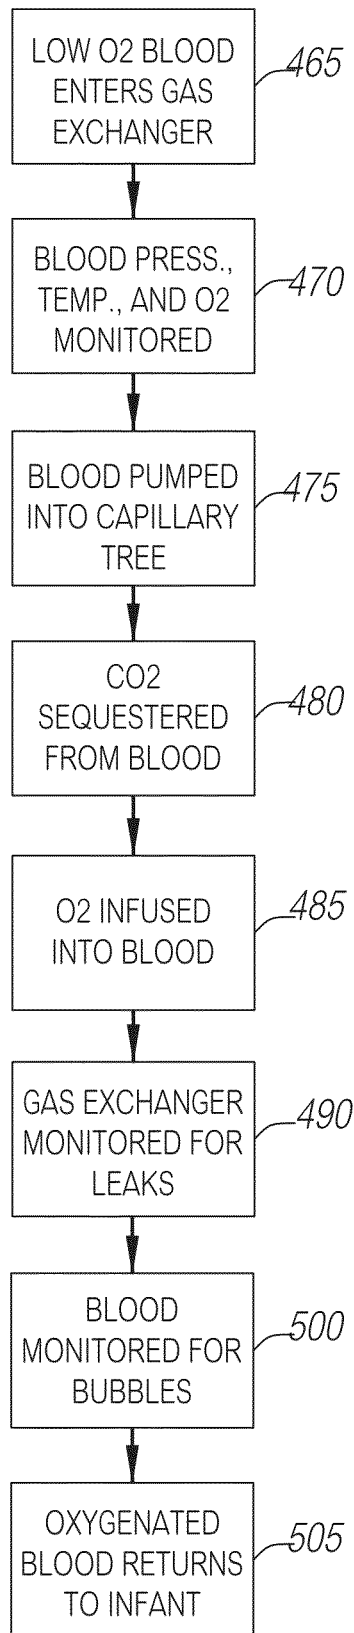 LOW O2 BLOOD
ENTERS GAS
EXCHANGER
465
BLOOD PRESS.,
TEMP., AND O2
MONITORED
470
BLOOD PUMPED
INTO CAPILLARY
TREE
475
CO2
SEQUESTERED
FROM BLOOD
480
O2 INFUSED
INTO BLOOD
485
GAS EXCHANGER
MONITORED FOR
LEAKS
490
BLOOD
MONITORED FOR
BUBBLES
500
OXYGENATED
BLOOD RETURNS
TO INFANT
505